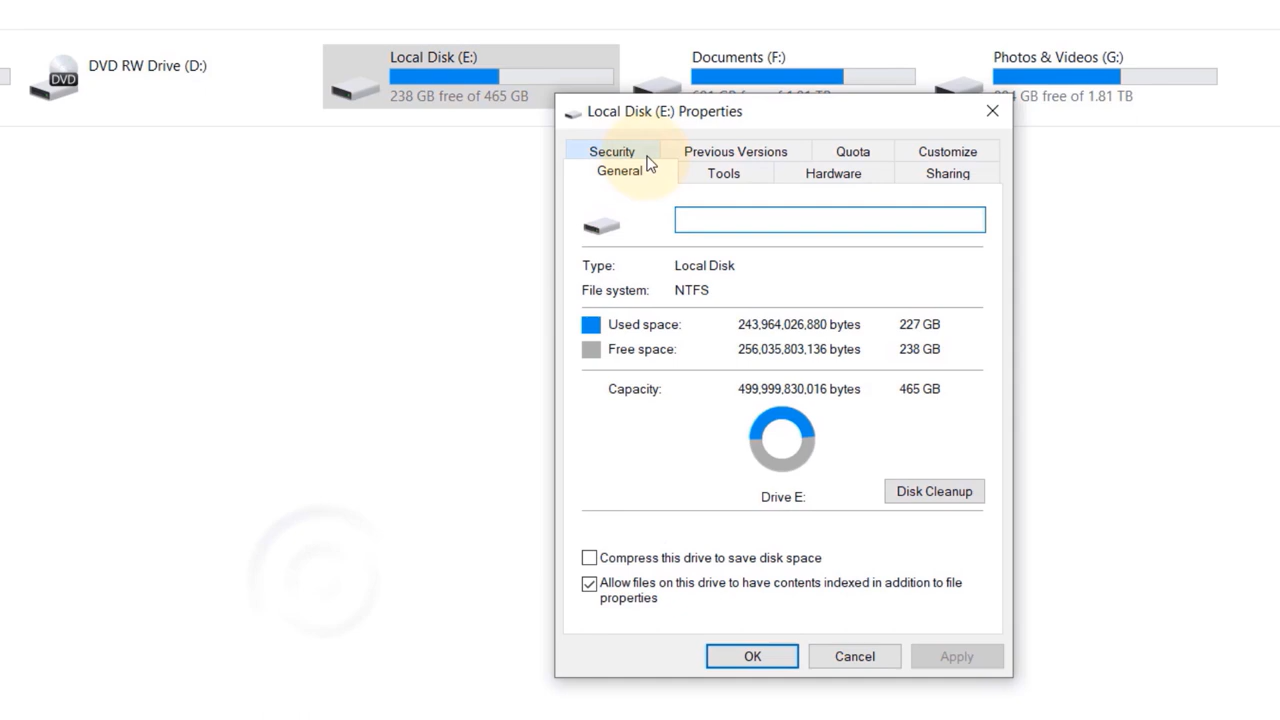 DVD RW Drive (D:)
DVD
Local Disk (E:)
238 GB free of 465 GB
Documents (F:)
Photos & Videos (G:)
GB free of 1.81 TB
Local Disk (E:) Properties
Security Previous Versions Quota Customize
General Tools Hardware Sharing
Type: Local Disk
File system: NTFS
Used space: 243,964,026,880 bytes 227 GB
Free space: 256,035,803,136 bytes 238 GB
Capacity: 499,999,830,016 bytes 465 GB
Drive E:
Disk Cleanup
Compress this drive to save disk space
Allow files on this drive to have contents indexed in addition to file
properties
OK Cancel Apply